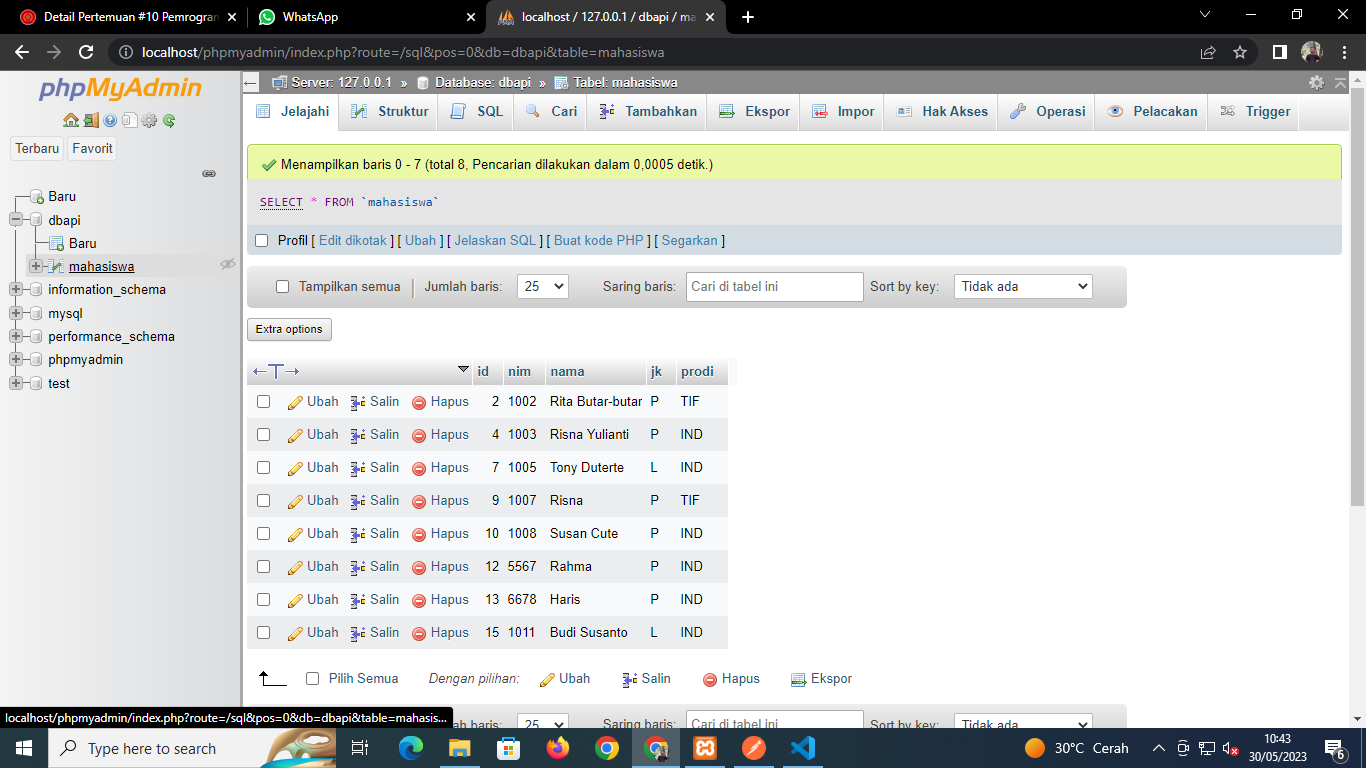 Detail Pertemuan #10 Pemrogran
WhatsApp
localhost / 127.0.0.1 / dbapi / ma
localhost/phpmyadmin/index.php?route=/sql&pos=0&db=dbapi&table=mahasiswa
phpMyAdmin
Terbaru Favorit
Baru
dbapi
Baru
mahasiswa
information_schema
mysql
performance_schema
phpmyadmin
test
Server: 127.0.0.1 » Database: dbapi » Tabel: mahasiswa
Jelajahi Struktur SQL Cari Tambahkan Ekspor Impor Hak Akses Operasi Pelacakan Trigger
Menampilkan baris 0 - 7 (total 8, Pencarian dilakukan dalam 0,0005 detik.)
SELECT * FROM `mahasiswa`
Profil [ Edit dikotak ] [ Ubah ] [ Jelaskan SQL ] [ Buat kode PHP ] [ Segarkan ]
Tampilkan semua Jumlah baris: 25 Saring baris: Cari di tabel ini Sort by key: Tidak ada
Extra options
id nim nama jk prodi
Ubah Salin Hapus 2 1002 Rita Butar-butar P TIF
Ubah Salin Hapus 4 1003 Risna Yulianti P IND
Ubah Salin Hapus 7 1005 Tony Duterte L IND
Ubah Salin Hapus 9 1007 Risna P TIF
Ubah Salin Hapus 10 1008 Susan Cute P IND
Ubah Salin Hapus 12 5567 Rahma P IND
Ubah Salin Hapus 13 6678 Haris P IND
Ubah Salin Hapus 15 1011 Budi Susanto L IND
Pilih Semua Dengan pilihan: Ubah Salin Hapus Ekspor
localhost/phpmyadmin/index.php?route=/sql&pos=0&db=dbapi&table=mahasis...
baris: 25 Saring baris: Cari di tabel ini Sort by key: Tidak ada
Type here to search
30°C Cerah
10:43
30/05/2023
6